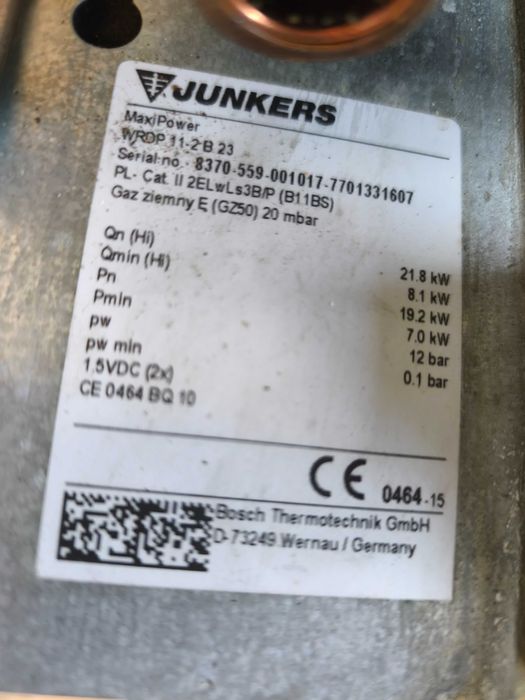 JUNKERS
MaxiPower
WRDP 11-2 B 23
Serial no.- 8370-559-001017-7701331607
PL- Cat. II 2ELwLs3B/P (B11BS)
Gaz ziemny E (GZ50) 20 mbar
Qn (Hi) 21.8 kW
Qmin (Hi) 8.1 kW
Pn 19.2 kW
Pmin 7.0 kW
pw 12 bar
pw min 0.1 bar
1.5VDC (2x)
CE 0464 BQ 10
CE 0464-15
Bosch Thermotechnik GmbH
D-73249 Wernau / Germany